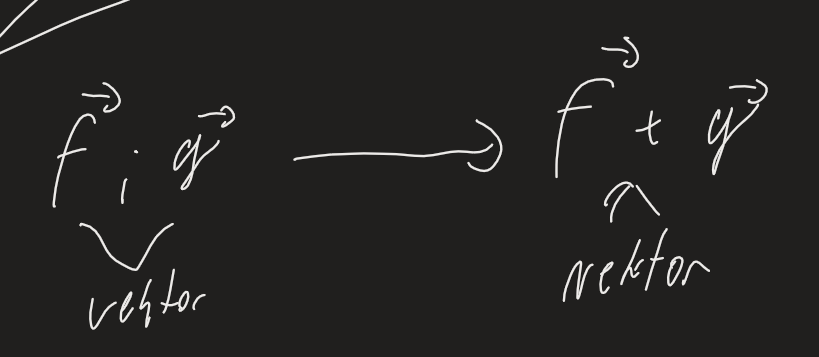 f⃗ , g⃗ → f⃗ + g⃗
vektor
vektor